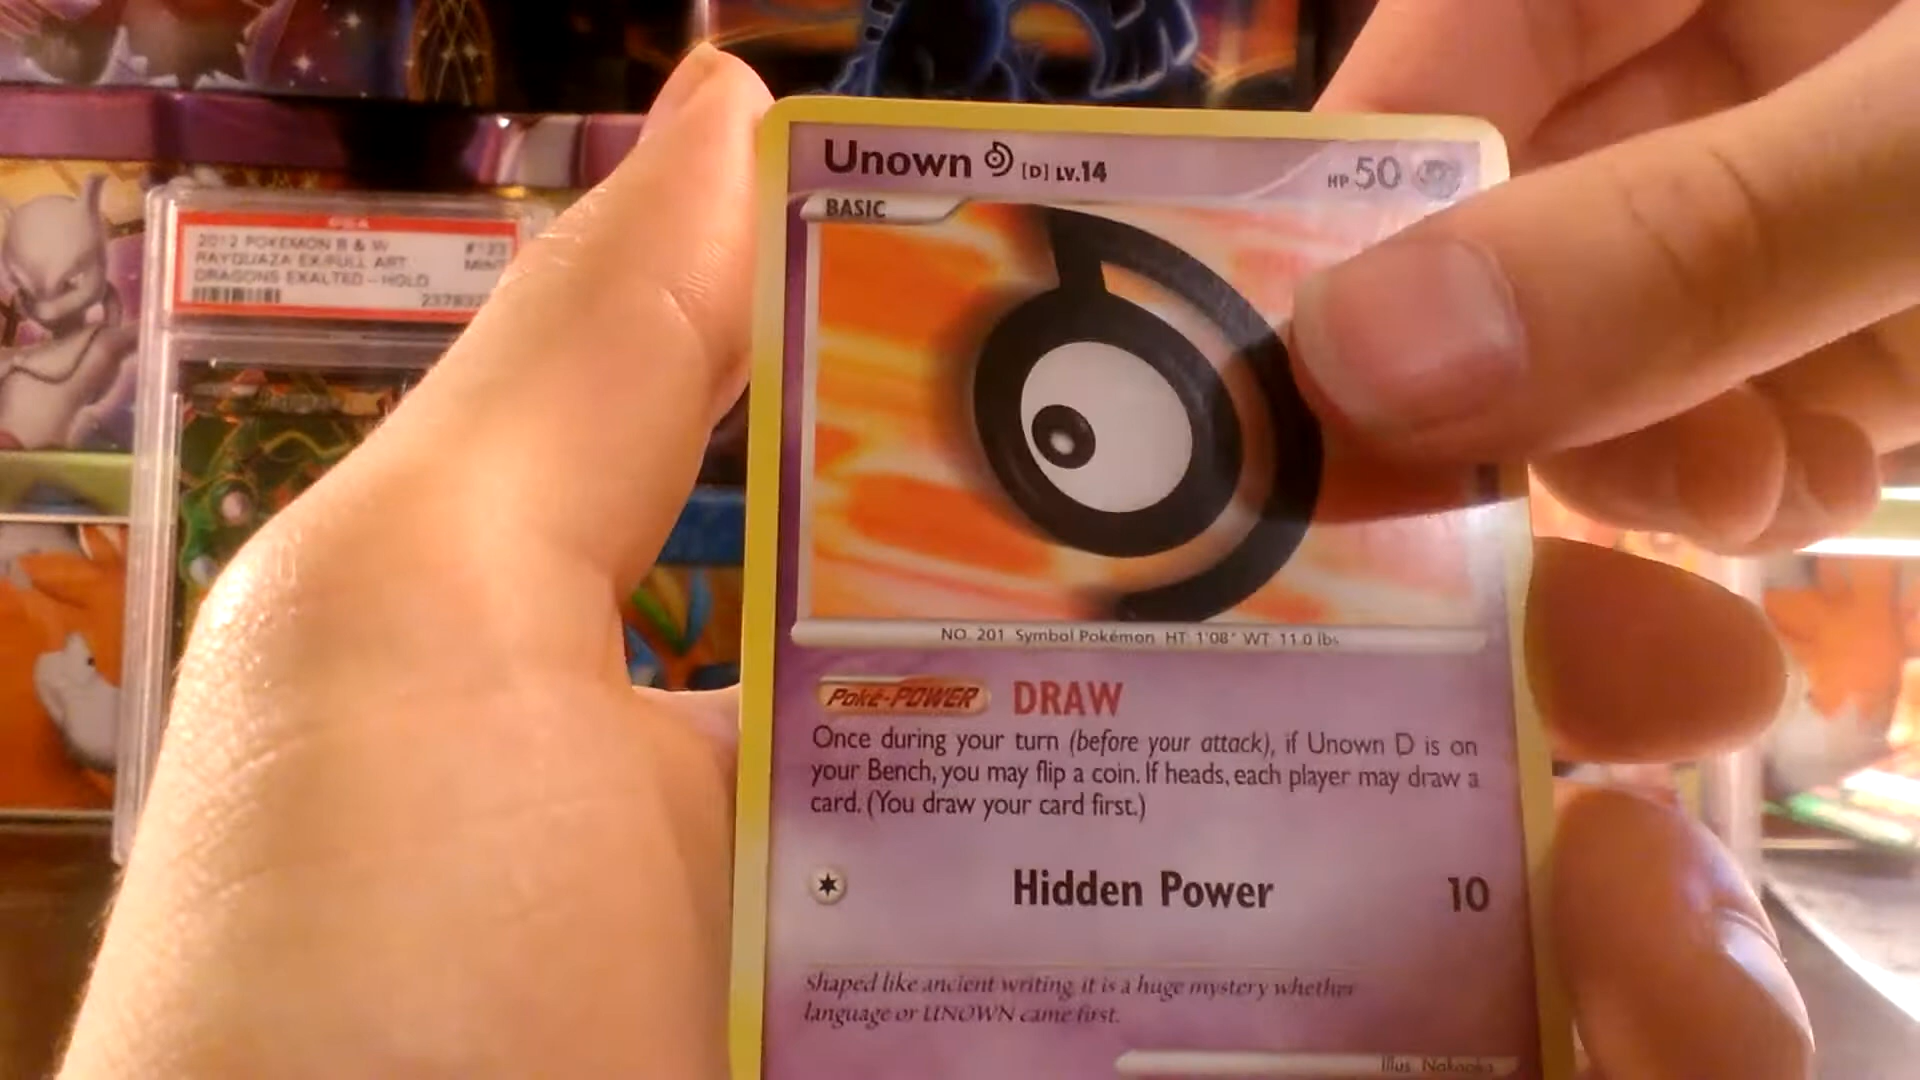 Unown [D] LV.14
HP 50
BASIC
NO. 201 Symbol Pokémon HT. 1'08" WT. 11.0 lbs.
Poké-POWER DRAW
Once during your turn (before your attack), if Unown D is on
your Bench, you may flip a coin. If heads, each player may draw a
card. (You draw your card first.)
Hidden Power 10
Shaped like ancient writing, it is a huge mystery whether
language or UNOWN came first.
Illus. Nakaoka
PSA
2012 POKEMON B & W #123
RAYQUAZA EX/FULL ART MINT
DRAGONS EXALTED - HOLO